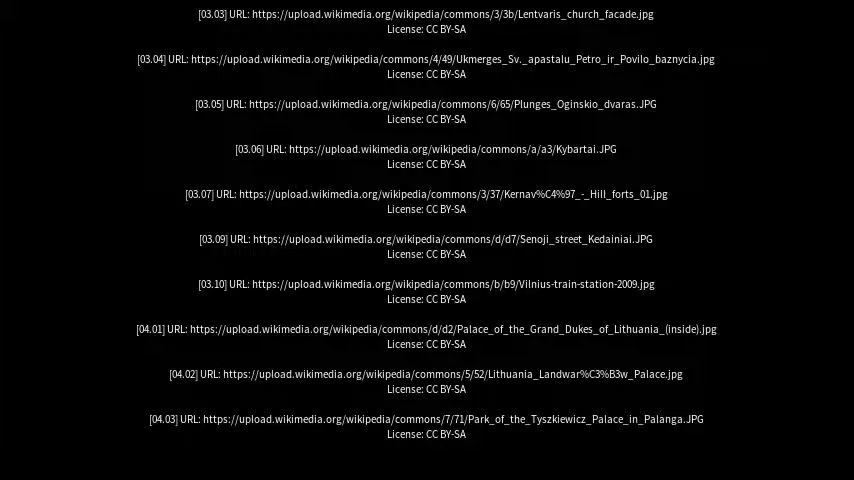 [03.03] URL: https://upload.wikimedia.org/wikipedia/commons/3/3b/Lentvaris_church_facade.jpg
License: CC BY-SA
[03.04] URL: https://upload.wikimedia.org/wikipedia/commons/4/49/Ukmerges_Sv._apastalu_Petro_ir_Povilo_baznycia.jpg
License: CC BY-SA
[03.05] URL: https://upload.wikimedia.org/wikipedia/commons/6/65/Plunges_Oginskio_dvaras.JPG
License: CC BY-SA
[03.06] URL: https://upload.wikimedia.org/wikipedia/commons/a/a3/Kybartai.JPG
License: CC BY-SA
[03.07] URL: https://upload.wikimedia.org/wikipedia/commons/3/37/Kernav%C4%97_-_Hill_forts_01.jpg
License: CC BY-SA
[03.09] URL: https://upload.wikimedia.org/wikipedia/commons/d/d7/Senoji_street_Kedainiai.JPG
License: CC BY-SA
[03.10] URL: https://upload.wikimedia.org/wikipedia/commons/b/b9/Vilnius-train-station-2009.jpg
License: CC BY-SA
[04.01] URL: https://upload.wikimedia.org/wikipedia/commons/d/d2/Palace_of_the_Grand_Dukes_of_Lithuania_(inside).jpg
License: CC BY-SA
[04.02] URL: https://upload.wikimedia.org/wikipedia/commons/5/52/Lithuania_Landwar%C3%B3w_Palace.jpg
License: CC BY-SA
[04.03] URL: https://upload.wikimedia.org/wikipedia/commons/7/71/Park_of_the_Tyszkiewicz_Palace_in_Palanga.JPG
License: CC BY-SA